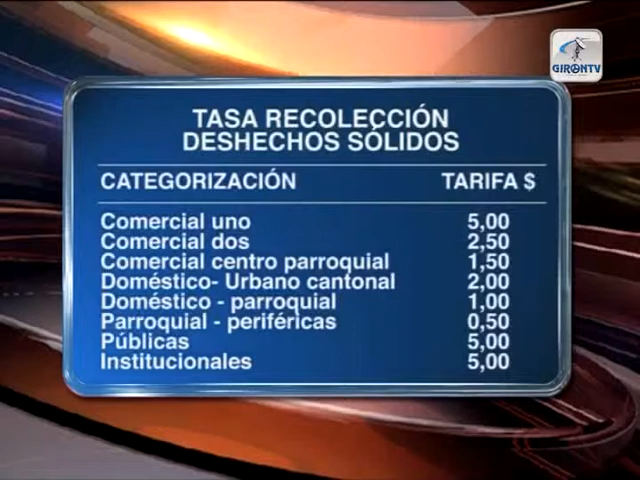 GIRONTV
TASA RECOLECCIÓN
DESHECHOS SÓLIDOS
CATEGORIZACIÓN TARIFA $
Comercial uno 5,00
Comercial dos 2,50
Comercial centro parroquial 1,50
Doméstico- Urbano cantonal 2,00
Doméstico - parroquial 1,00
Parroquial - periféricas 0,50
Públicas 5,00
Institucionales 5,00